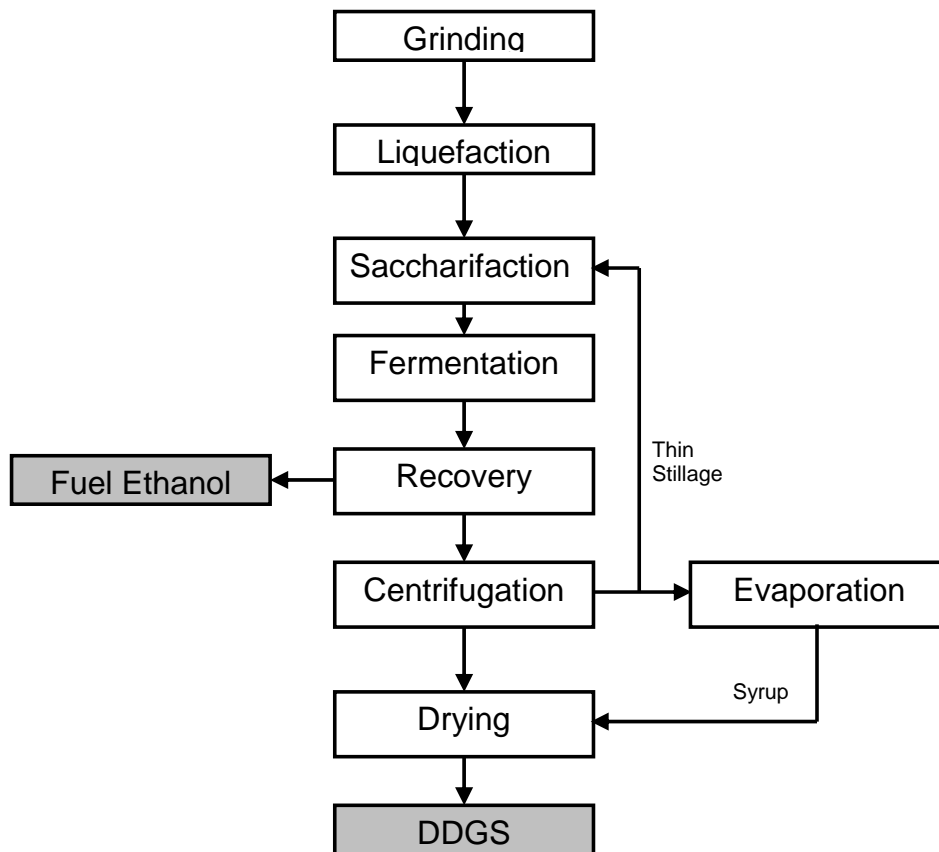 Grinding
Liquefaction
Saccharifaction
Fermentation
Thin
Stillage
Recovery
Fuel Ethanol
Centrifugation
Evaporation
Syrup
Drying
DDGS